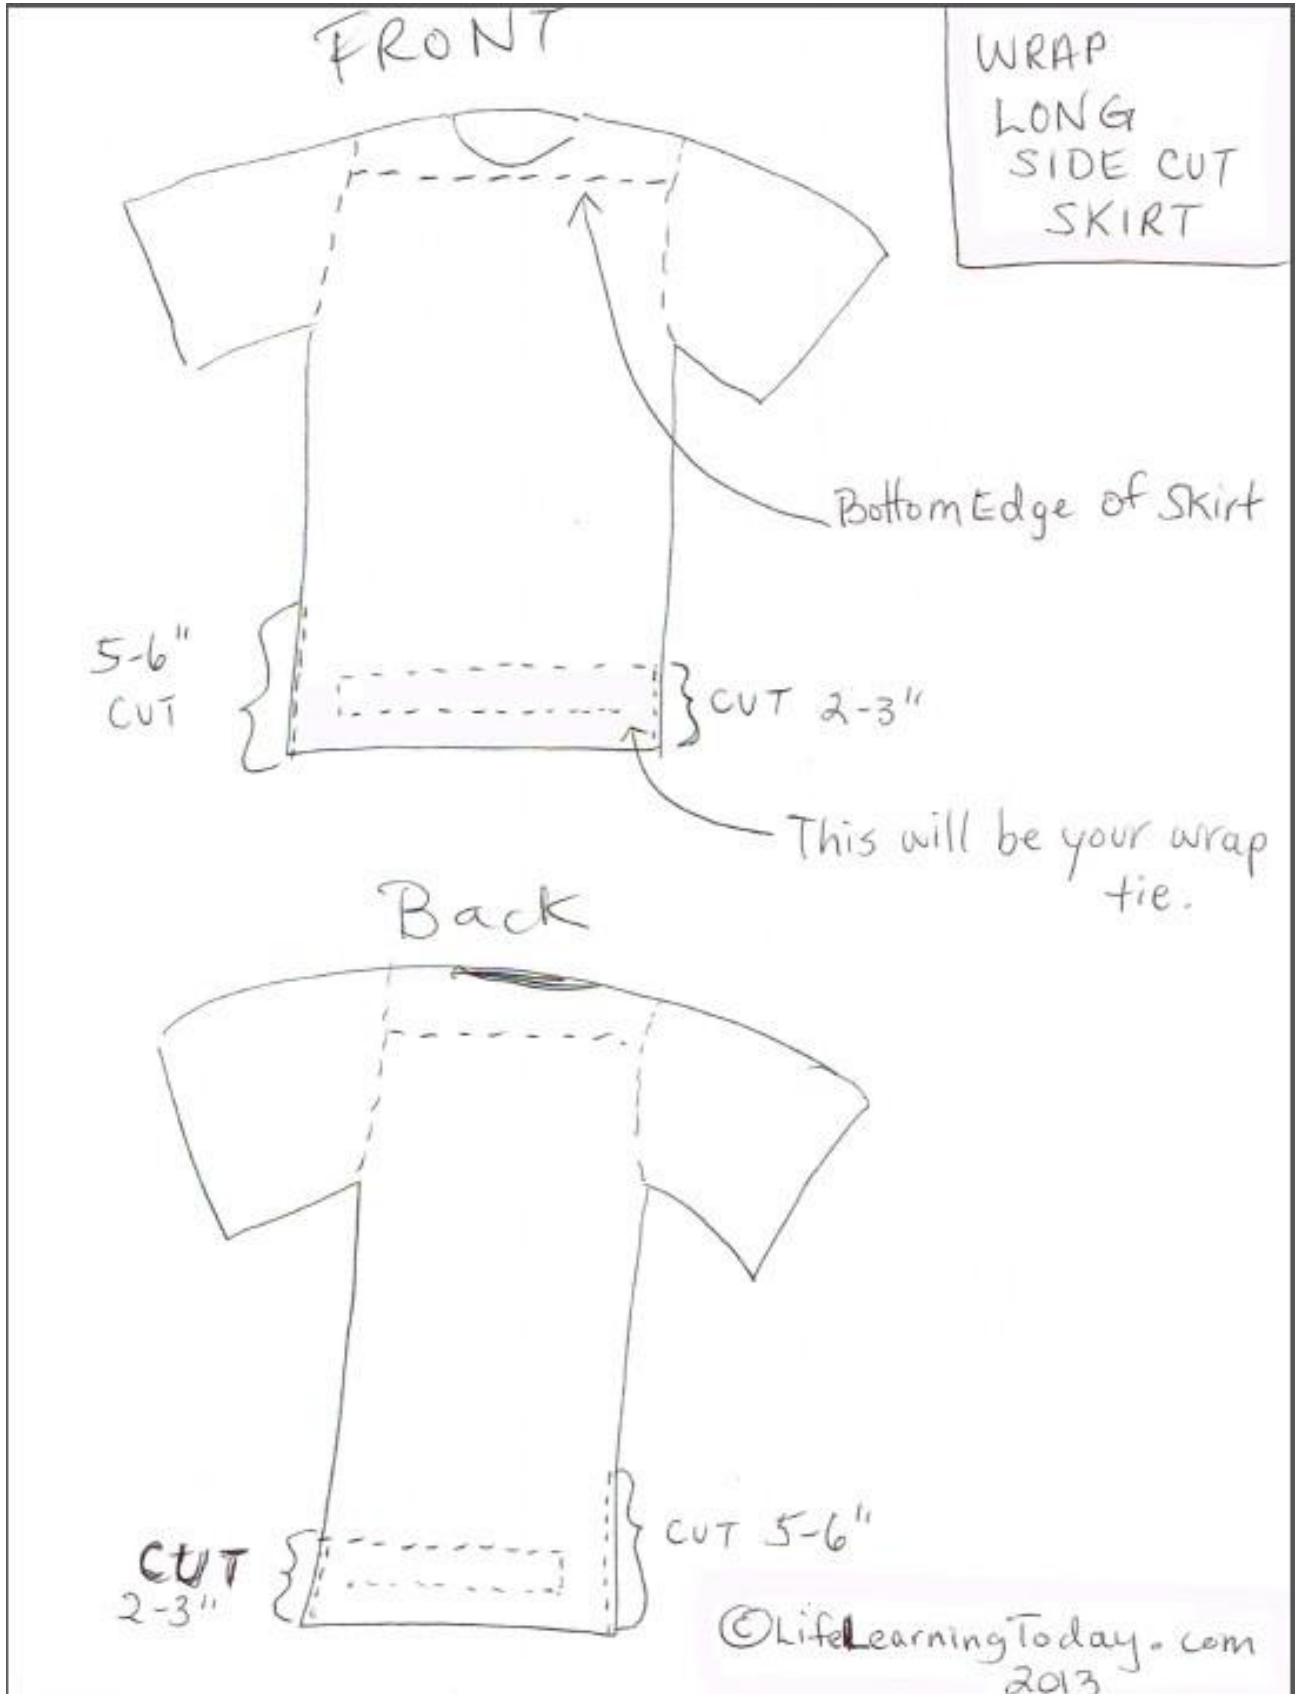 FRONT
WRAP
LONG
SIDE CUT
SKIRT
Bottom Edge of Skirt
5-6"
CUT
CUT 2-3"
This will be your wrap
tie.
Back
CUT 5-6"
CUT
2-3"
©LifeLearningToday.com
2013